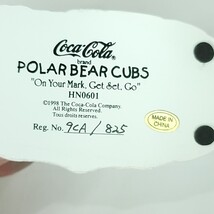 Coca-Cola
brand
POLAR BEAR CUBS
"On Your Mark, Get Set, Go"
HN0601
©1998 The Coca-Cola Company.
All Rights Reserved.
Tous droits reserves.
Reg. No. 9CA/825
MADE IN
CHINA